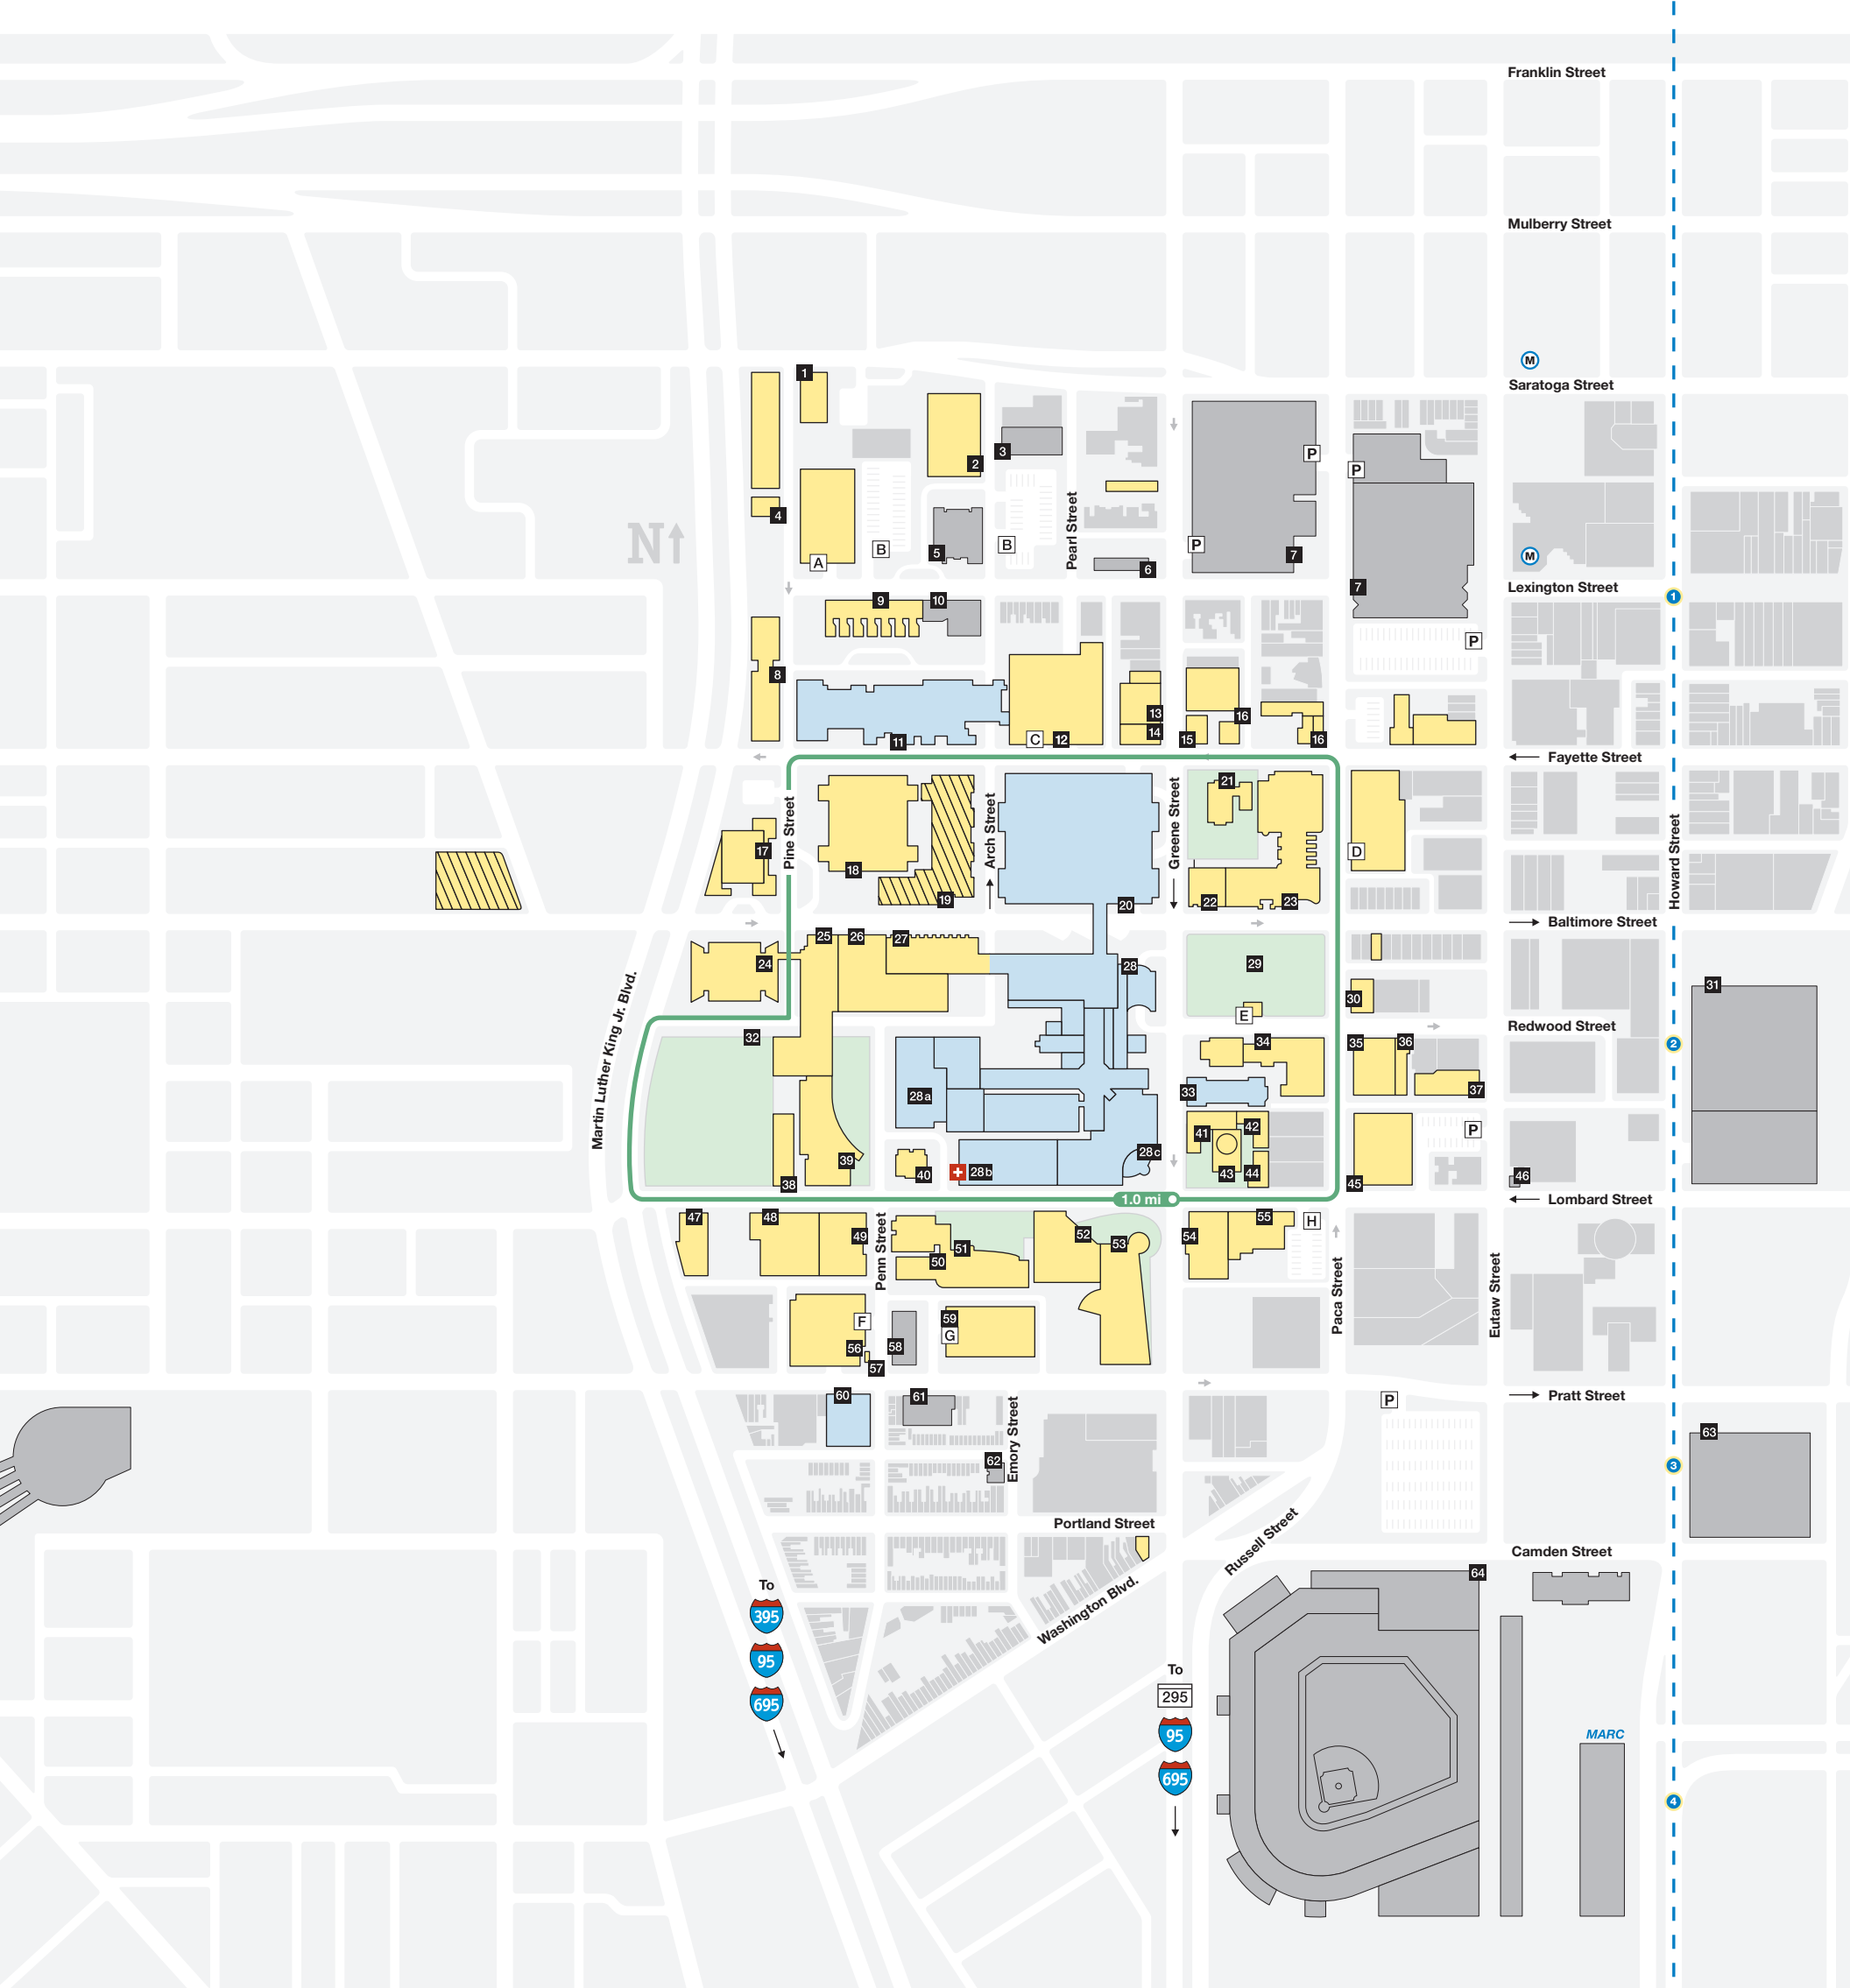 Franklin Street
Mulberry Street
M
Saratoga Street
1
2
3
P
P
4
Pearl Street
N
A
B
5
B
6
P
7
M
7
Lexington Street
1
9
10
P
8
11
C
12
13
14
15
16
16
Fayette Street
Pine Street
17
18
19
Arch Street
20
Greene Street
21
22
23
D
Howard Street
Baltimore Street
24
25
26
27
28
29
30
31
E
Martin Luther King Jr. Blvd.
Redwood Street
2
32
28a
33
34
35
36
37
38
39
40
28b
28c
41
42
43
44
45
P
46
1.0 mi
Lombard Street
47
48
49
Penn Street
50
51
52
53
54
55
H
Paca Street
Eutaw Street
F
56
57
58
59
G
Pratt Street
P
60
61
62
Emory Street
63
3
Portland Street
Russell Street
Camden Street
64
Washington Blvd.
To
395
95
695
To
295
95
695
MARC
4